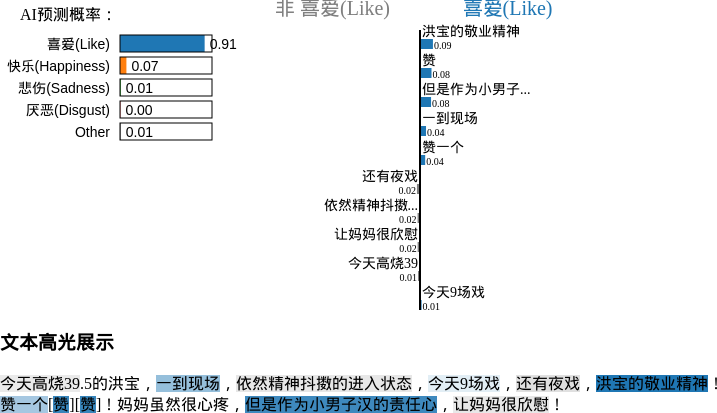 AI预测概率：
喜爱(Like) 0.91
快乐(Happiness) 0.07
悲伤(Sadness) 0.01
厌恶(Disgust) 0.00
Other 0.01
非 喜爱(Like) 喜爱(Like)
洪宝的敬业精神
0.09
赞
0.08
但是作为小男子...
0.08
一到现场
0.04
赞一个
0.04
还有夜戏
0.02
依然精神抖擞...
0.02
让妈妈很欣慰
0.02
今天高烧39
0.01
今天9场戏
0.01
文本高光展示
今天高烧39.5的洪宝，一到现场，依然精神抖擞的进入状态，今天9场戏，还有夜戏，洪宝的敬业精神！
赞一个[赞][赞]！妈妈虽然很心疼，但是作为小男子汉的责任心，让妈妈很欣慰！